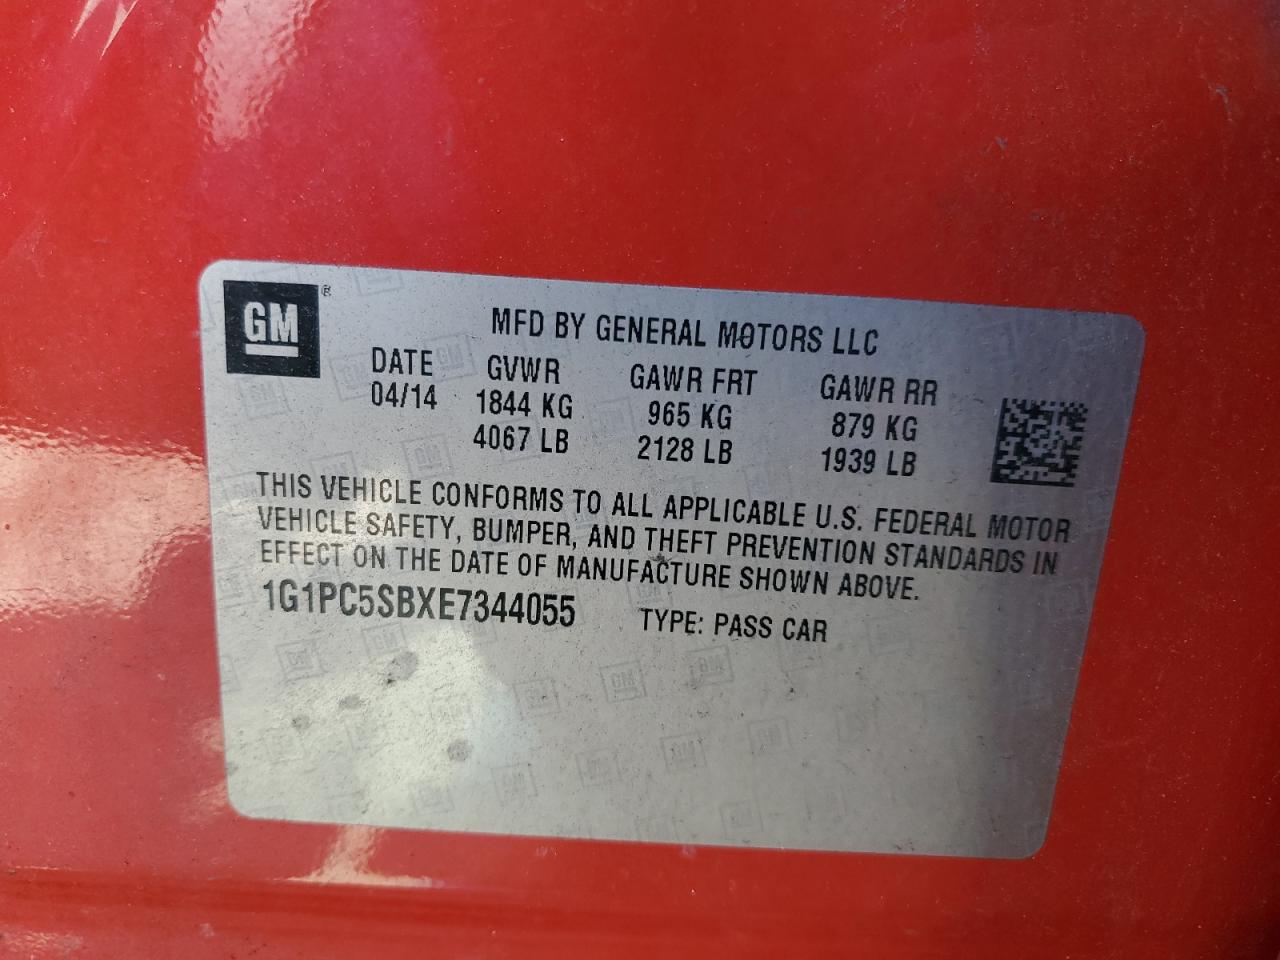 GM®
MFD BY GENERAL MOTORS LLC
DATE GVWR GAWR FRT GAWR RR
04/14 1844 KG 965 KG 879 KG
4067 LB 2128 LB 1939 LB
THIS VEHICLE CONFORMS TO ALL APPLICABLE U.S. FEDERAL MOTOR
VEHICLE SAFETY, BUMPER, AND THEFT PREVENTION STANDARDS IN
EFFECT ON THE DATE OF MANUFACTURE SHOWN ABOVE.
1G1PC5SBXE7344055 TYPE: PASS CAR